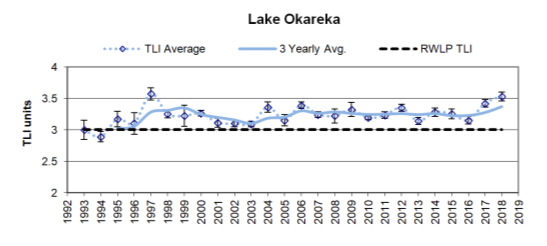 Lake Okareka
TLI Average 3 Yearly Avg. RWLP TLI
TLI units
4
3.5
3
2.5
2
1992 1993 1994 1995 1996 1997 1998 1999 2000 2001 2002 2003 2004 2005 2006 2007 2008 2009 2010 2011 2012 2013 2014 2015 2016 2017 2018 2019